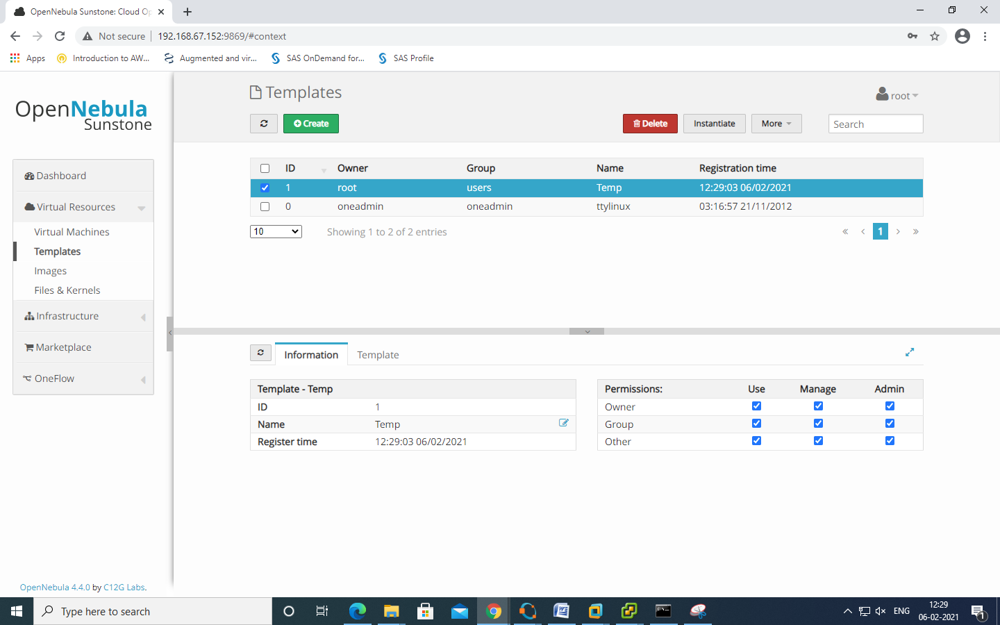 OpenNebula Sunstone: Cloud Op
Not secure 192.168.67.152:9869/#context
Apps Introduction to AW... Augmented and vir... SAS OnDemand for... SAS Profile
OpenNebula
Sunstone
Dashboard
Virtual Resources
Virtual Machines
Templates
Images
Files & Kernels
Infrastructure
Marketplace
OneFlow
OpenNebula 4.4.0 by C12G Labs.
Templates
root
Create Delete Instantiate More Search
ID Owner Group Name Registration time
1 root users Temp 12:29:03 06/02/2021
0 oneadmin oneadmin ttylinux 03:16:57 21/11/2012
10 Showing 1 to 2 of 2 entries « ‹ 1 › »
Information Template
Template - Temp
ID 1
Name Temp
Register time 12:29:03 06/02/2021
Permissions: Use Manage Admin
Owner
Group
Other
Type here to search
ENG
12:29
06-02-2021
1